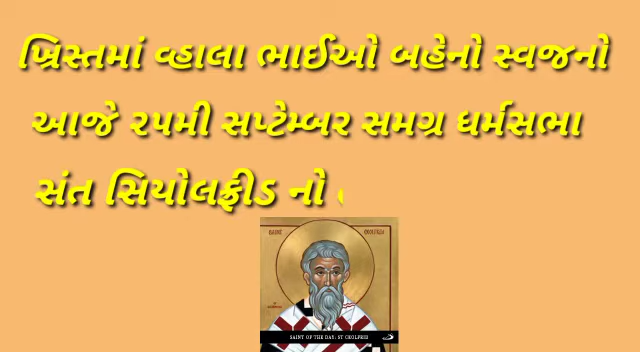 ખ્રિસ્તમાં વ્હાલા ભાઈઓ બહેનો સ્વજનો
આજે ૨૫મી સપ્ટેમ્બર સમગ્ર ધર્મસભા
સંત સિયોલફ્રીડ નો
SAINT OF THE DAY: ST CEOLFRID